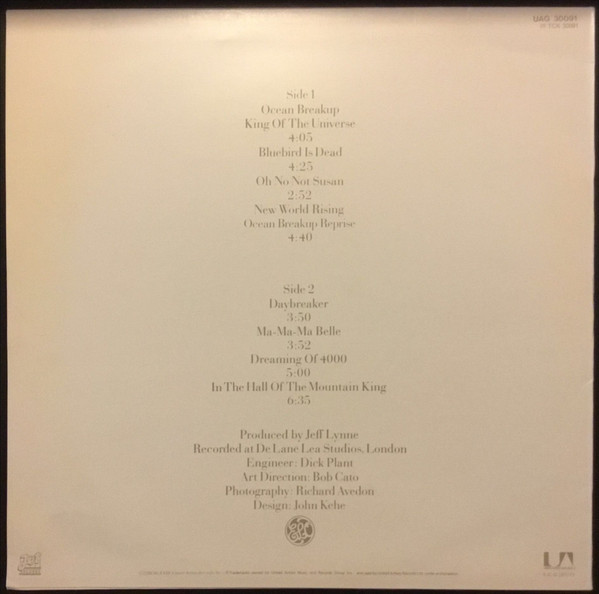 UAG 30091
Side 1
Ocean Breakup
King Of The Universe
4:05
Bluebird Is Dead
4:25
Oh No Not Susan
2:52
New World Rising
Ocean Breakup Reprise
4:40
Side 2
Daybreaker
3:50
Ma-Ma-Ma Belle
3:52
Dreaming Of 4000
5:00
In The Hall Of The Mountain King
6:35
Produced by Jeff Lynne
Recorded at De Lane Lea Studios, London
Engineer: Dick Plant
Art Direction: Bob Cato
Photography: Richard Avedon
Design: John Kehe
UA